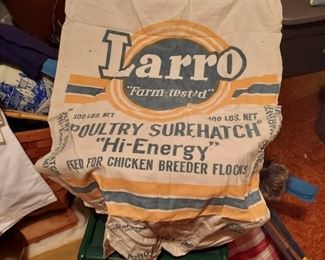 Larro
"Farm-tested"
100 LBS. NET 100 LBS. NET
"POULTRY SUREHATCH"
"Hi-Energy"
FEED FOR CHICKEN BREEDER FLOCKS